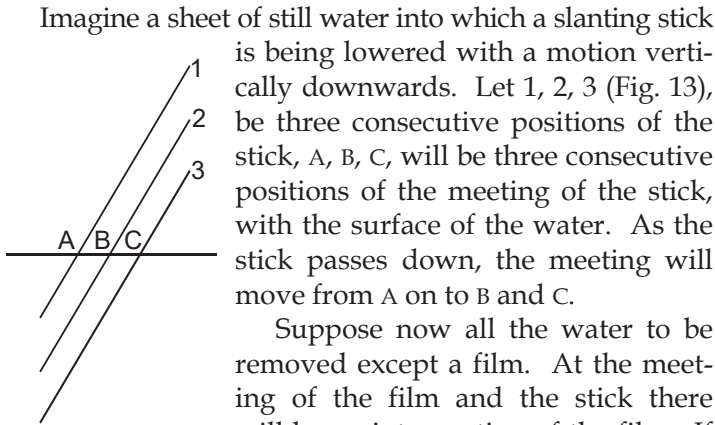 Imagine a sheet of still water into which a slanting stick
is being lowered with a motion verti-
cally downwards. Let 1, 2, 3 (Fig. 13),
be three consecutive positions of the
stick, A, B, C, will be three consecutive
positions of the meeting of the stick,
with the surface of the water. As the
stick passes down, the meeting will
move from A on to B and C.
Suppose now all the water to be
removed except a film. At the meet-
ing of the film and the stick there
1
2
3
A B C